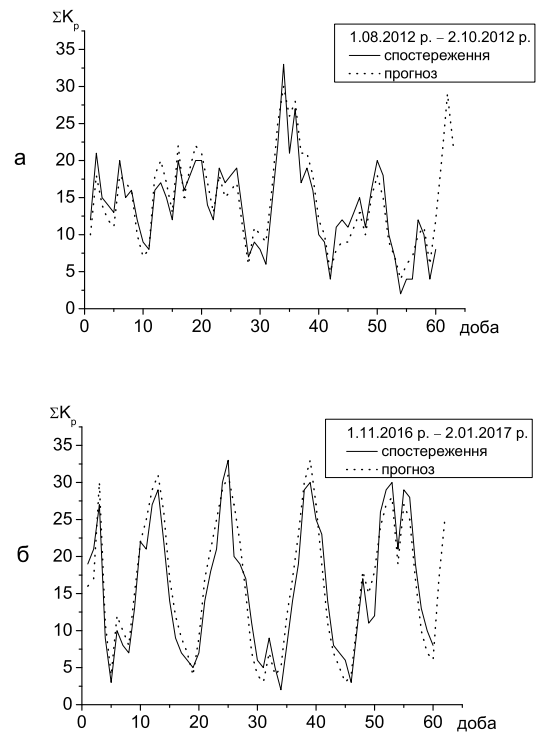 ΣKp
1.08.2012 р. – 2.10.2012 р.
спостереження
прогноз
а
35
30
25
20
15
10
5
0
0 10 20 30 40 50 60 доба
ΣKp
1.11.2016 р. – 2.01.2017 р.
спостереження
прогноз
б
35
30
25
20
15
10
5
0
0 10 20 30 40 50 60 доба